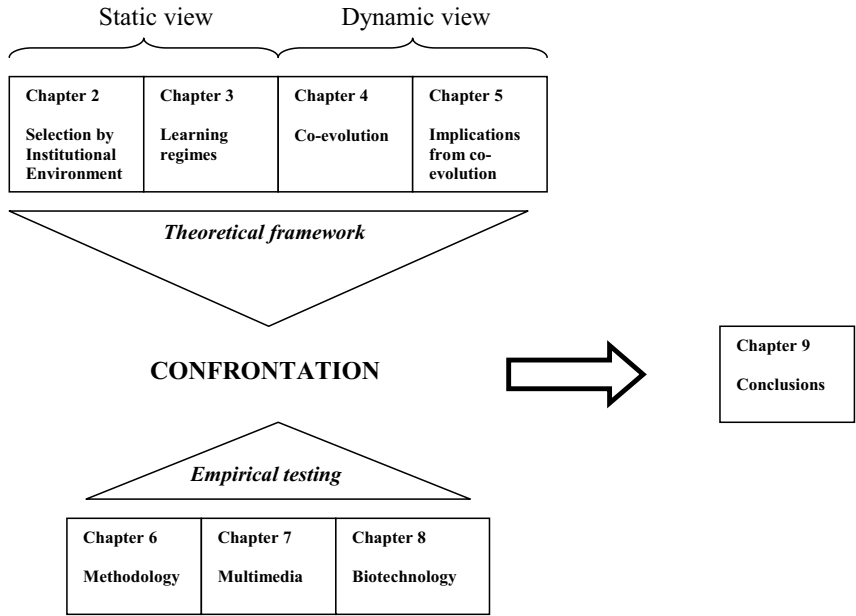 Static view
Dynamic view
Chapter 2
Selection by
Institutional
Environment
Chapter 3
Learning
regimes
Chapter 4
Co-evolution
Chapter 5
Implications
from co-
evolution
Theoretical framework
CONFRONTATION
Chapter 9
Conclusions
Empirical testing
Chapter 6
Methodology
Chapter 7
Multimedia
Chapter 8
Biotechnology